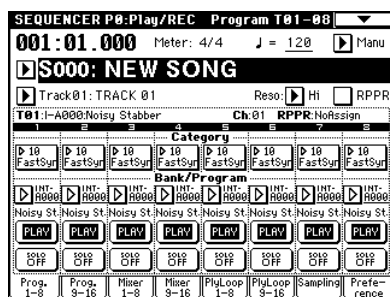 SEQUENCER P0:Play/REC Program T01-08
001:01.000 Meter: 4/4 ♩ = 120 Manu
S000: NEW SONG
Track01: TRACK 01 Reso: Hi RPPR
T01:I-A000:Noisy Stabber Ch:01 RPPR:NoAssign
1 2 3 4 5 6 7 8
Category
10 10 10 10 10 10 10 10
FastSyn FastSyn FastSyn FastSyn FastSyn FastSyn FastSyn FastSyn
Bank/Program
INT- INT- INT- INT- INT- INT- INT- INT-
A000 A000 A000 A000 A000 A000 A000 A000
Noisy St. Noisy St. Noisy St. Noisy St. Noisy St. Noisy St. Noisy St. Noisy St.
PLAY PLAY PLAY PLAY PLAY PLAY PLAY PLAY
SOLO SOLO SOLO SOLO SOLO SOLO SOLO SOLO
OFF OFF OFF OFF OFF OFF OFF OFF
Prog. Prog. Mixer Mixer PlyLoop PlyLoop Sampling Prefe-
1-8 9-16 1-8 9-16 1-8 9-16 rence